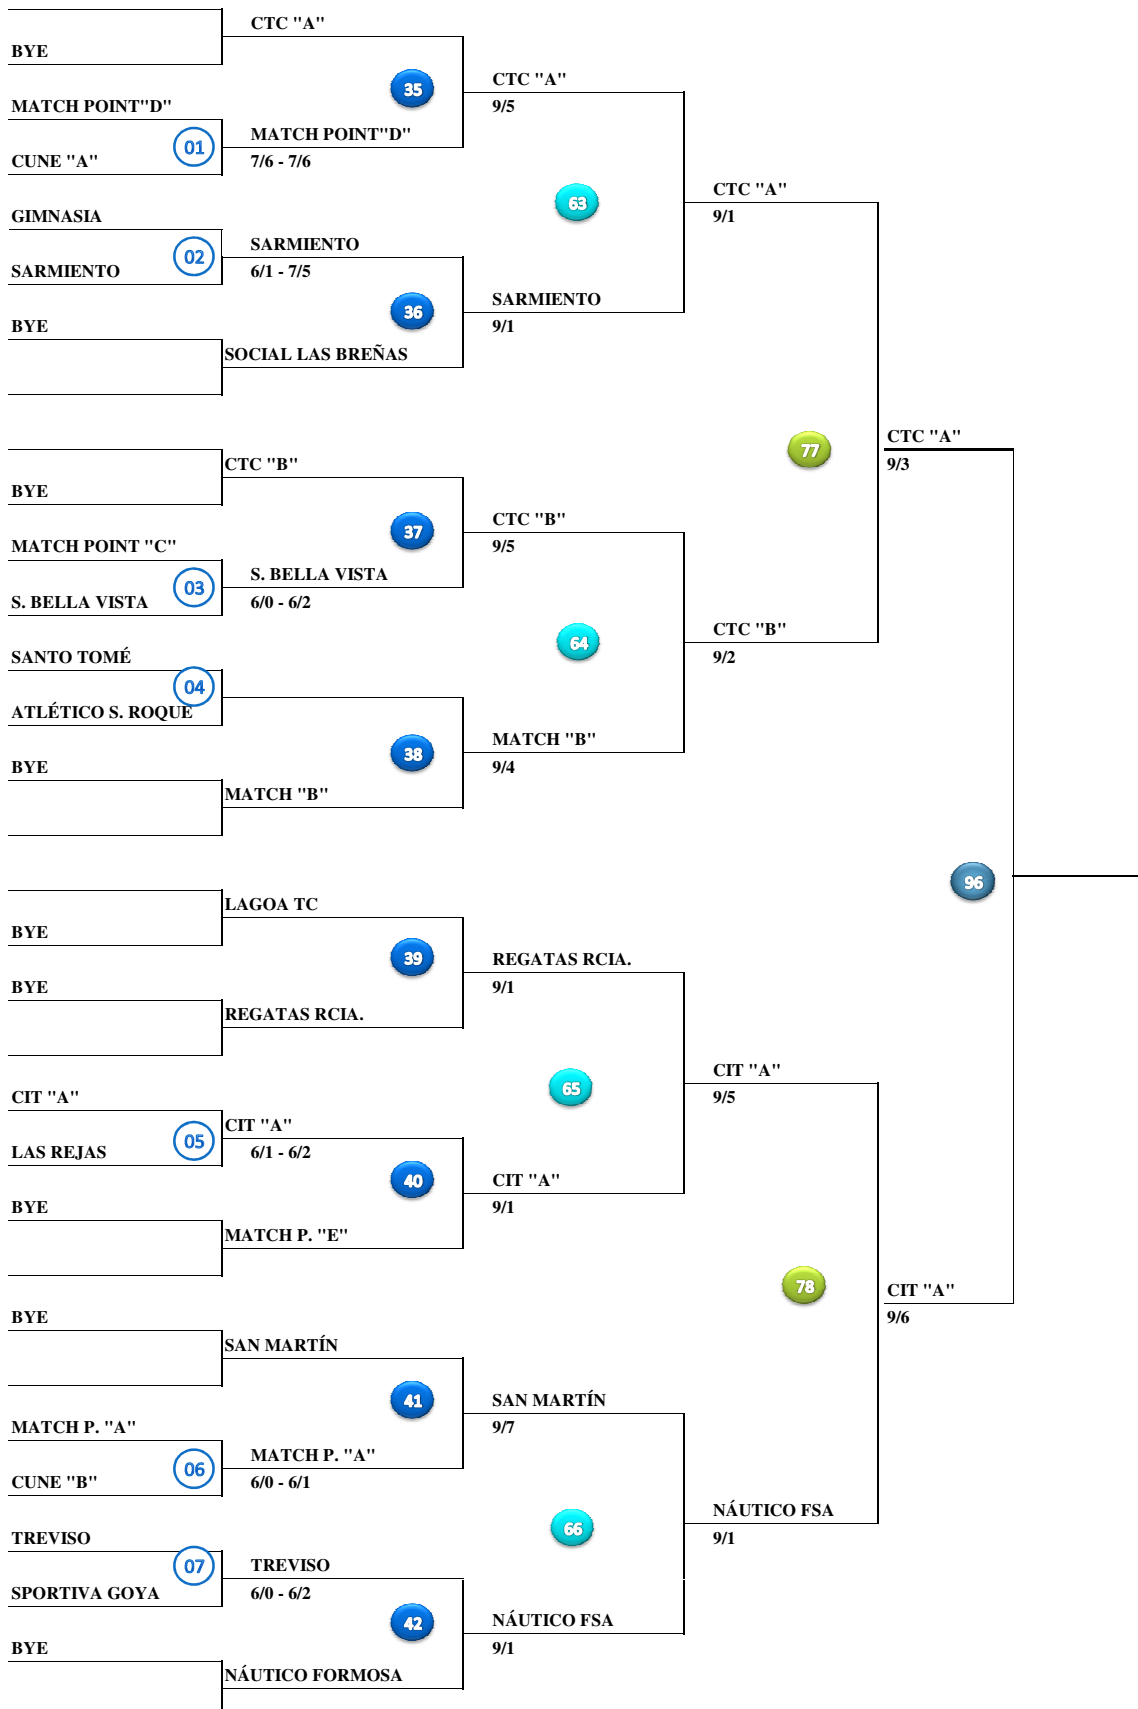 CTC "A"
BYE
35
CTC "A"
9/5
MATCH POINT"D"
01
MATCH POINT"D"
CUNE "A"
7/6 - 7/6
63
CTC "A"
9/1
GIMNASIA
02
SARMIENTO
SARMIENTO
6/1 - 7/5
36
SARMIENTO
9/1
BYE
SOCIAL LAS BREÑAS
77
CTC "A"
9/3
CTC "B"
BYE
37
CTC "B"
9/5
MATCH POINT "C"
03
S. BELLA VISTA
S. BELLA VISTA
6/0 - 6/2
64
CTC "B"
9/2
SANTO TOMÉ
04
ATLÉTICO S. ROQUE
38
MATCH "B"
9/4
BYE
MATCH "B"
96
LAGOA TC
BYE
39
REGATAS RCIA.
9/1
BYE
REGATAS RCIA.
65
CIT "A"
9/5
CIT "A"
05
CIT "A"
LAS REJAS
6/1 - 6/2
40
CIT "A"
9/1
BYE
MATCH P. "E"
78
CIT "A"
9/6
BYE
SAN MARTÍN
41
SAN MARTÍN
9/7
MATCH P. "A"
06
MATCH P. "A"
CUNE "B"
6/0 - 6/1
66
NÁUTICO FSA
9/1
TREVISO
07
TREVISO
SPORTIVA GOYA
6/0 - 6/2
42
NÁUTICO FSA
9/1
BYE
NÁUTICO FORMOSA